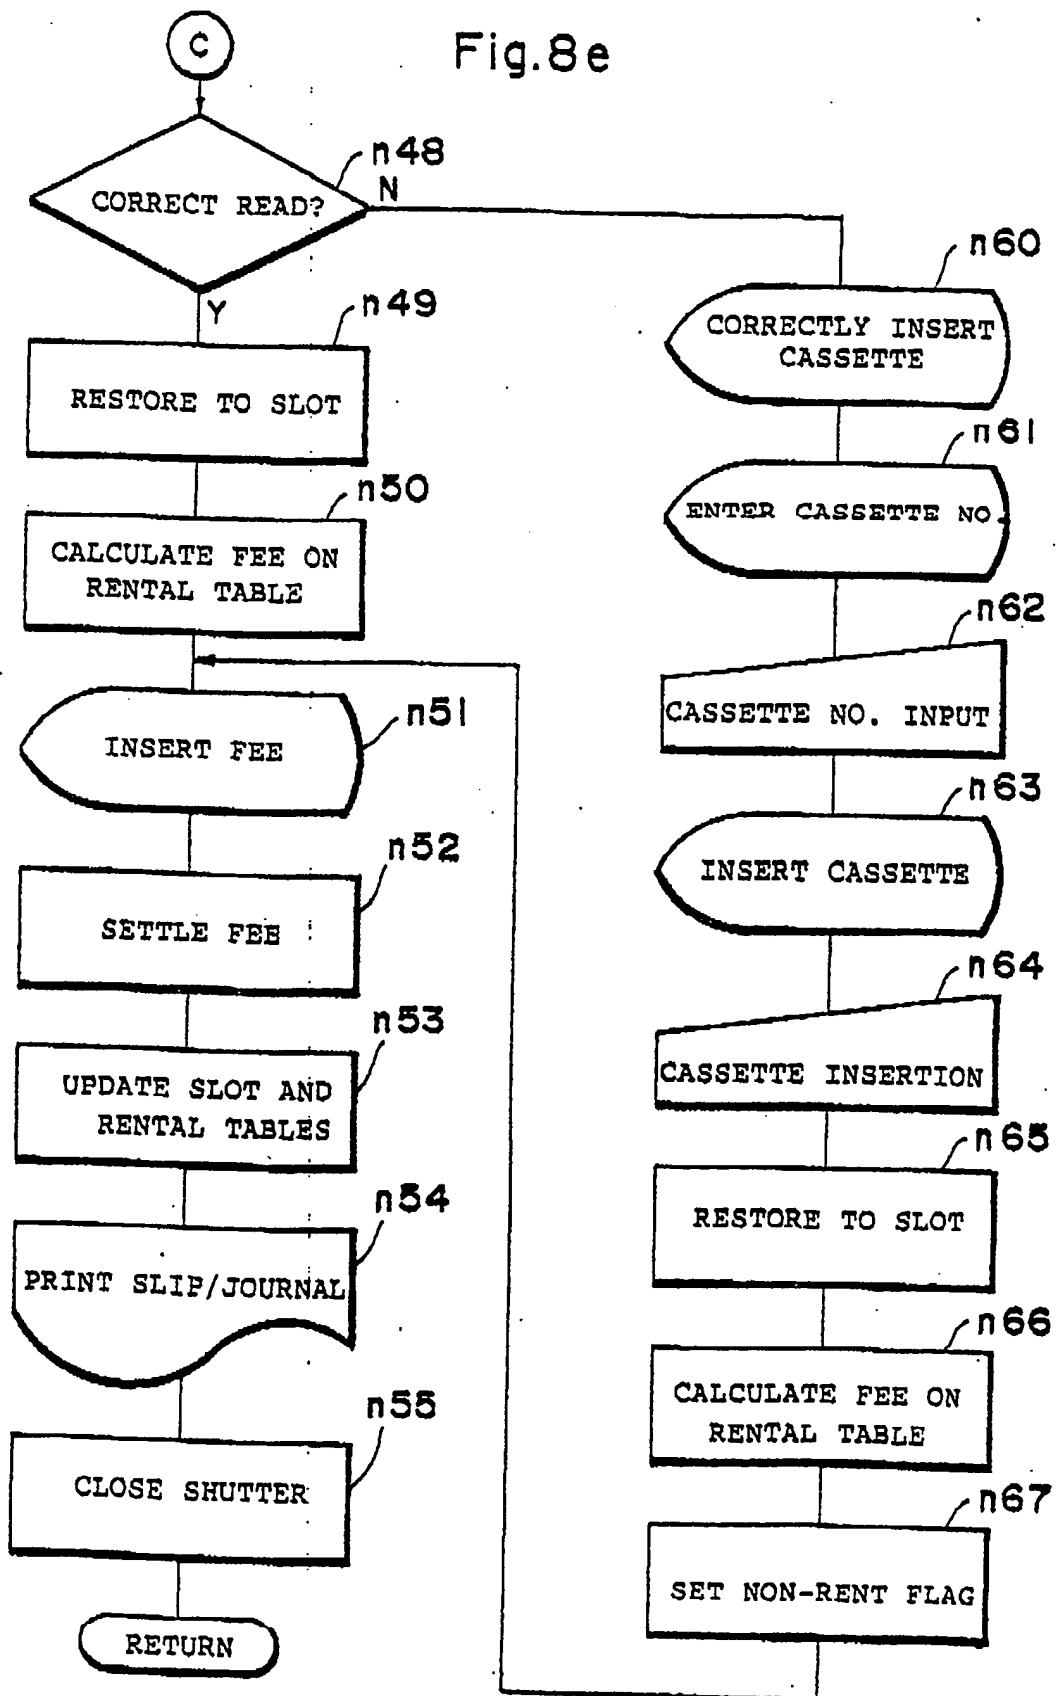 Fig.8e
C
n48
CORRECT READ?
N
Y
n49
RESTORE TO SLOT
n50
CALCULATE FEE ON
RENTAL TABLE
n51
INSERT FEE
n52
SETTLE FEE
n53
UPDATE SLOT AND
RENTAL TABLES
n54
PRINT SLIP/JOURNAL
n55
CLOSE SHUTTER
RETURN
n60
CORRECTLY INSERT
CASSETTE
n61
ENTER CASSETTE NO.
n62
CASSETTE NO. INPUT
n63
INSERT CASSETTE
n64
CASSETTE INSERTION
n65
RESTORE TO SLOT
n66
CALCULATE FEE ON
RENTAL TABLE
n67
SET NON-RENT FLAG